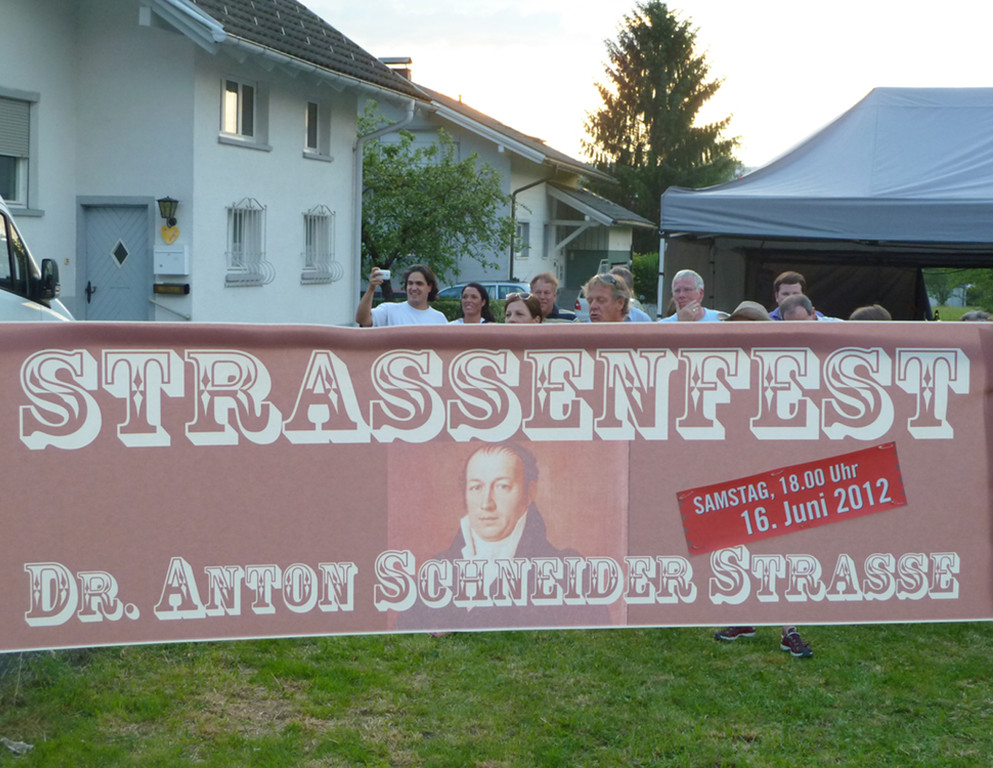 STRASSENFEST
SAMSTAG, 18.00 Uhr
16. Juni 2012
DR. ANTON SCHNEIDER STRASSE